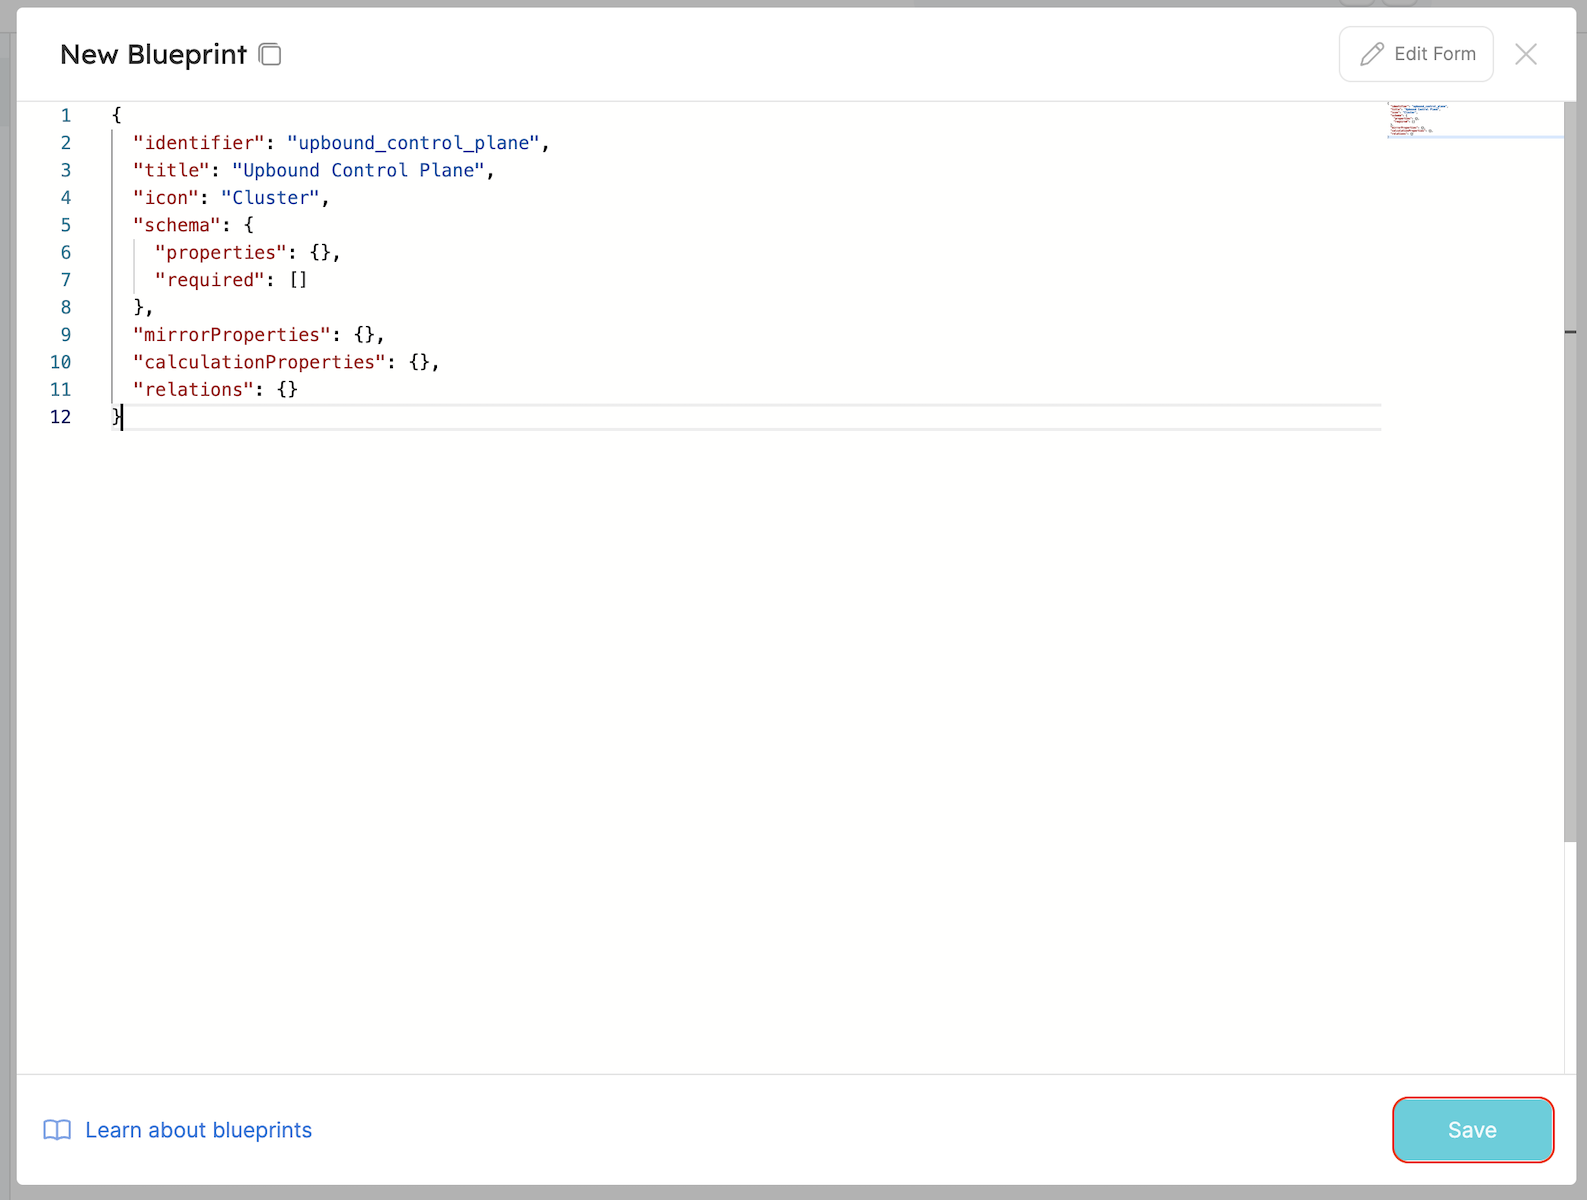 New Blueprint
Edit Form
1 {
2 "identifier": "upbound_control_plane",
3 "title": "Upbound Control Plane",
4 "icon": "Cluster",
5 "schema": {
6 "properties": {},
7 "required": []
8 },
9 "mirrorProperties": {},
10 "calculationProperties": {},
11 "relations": {}
12 }
Learn about blueprints
Save